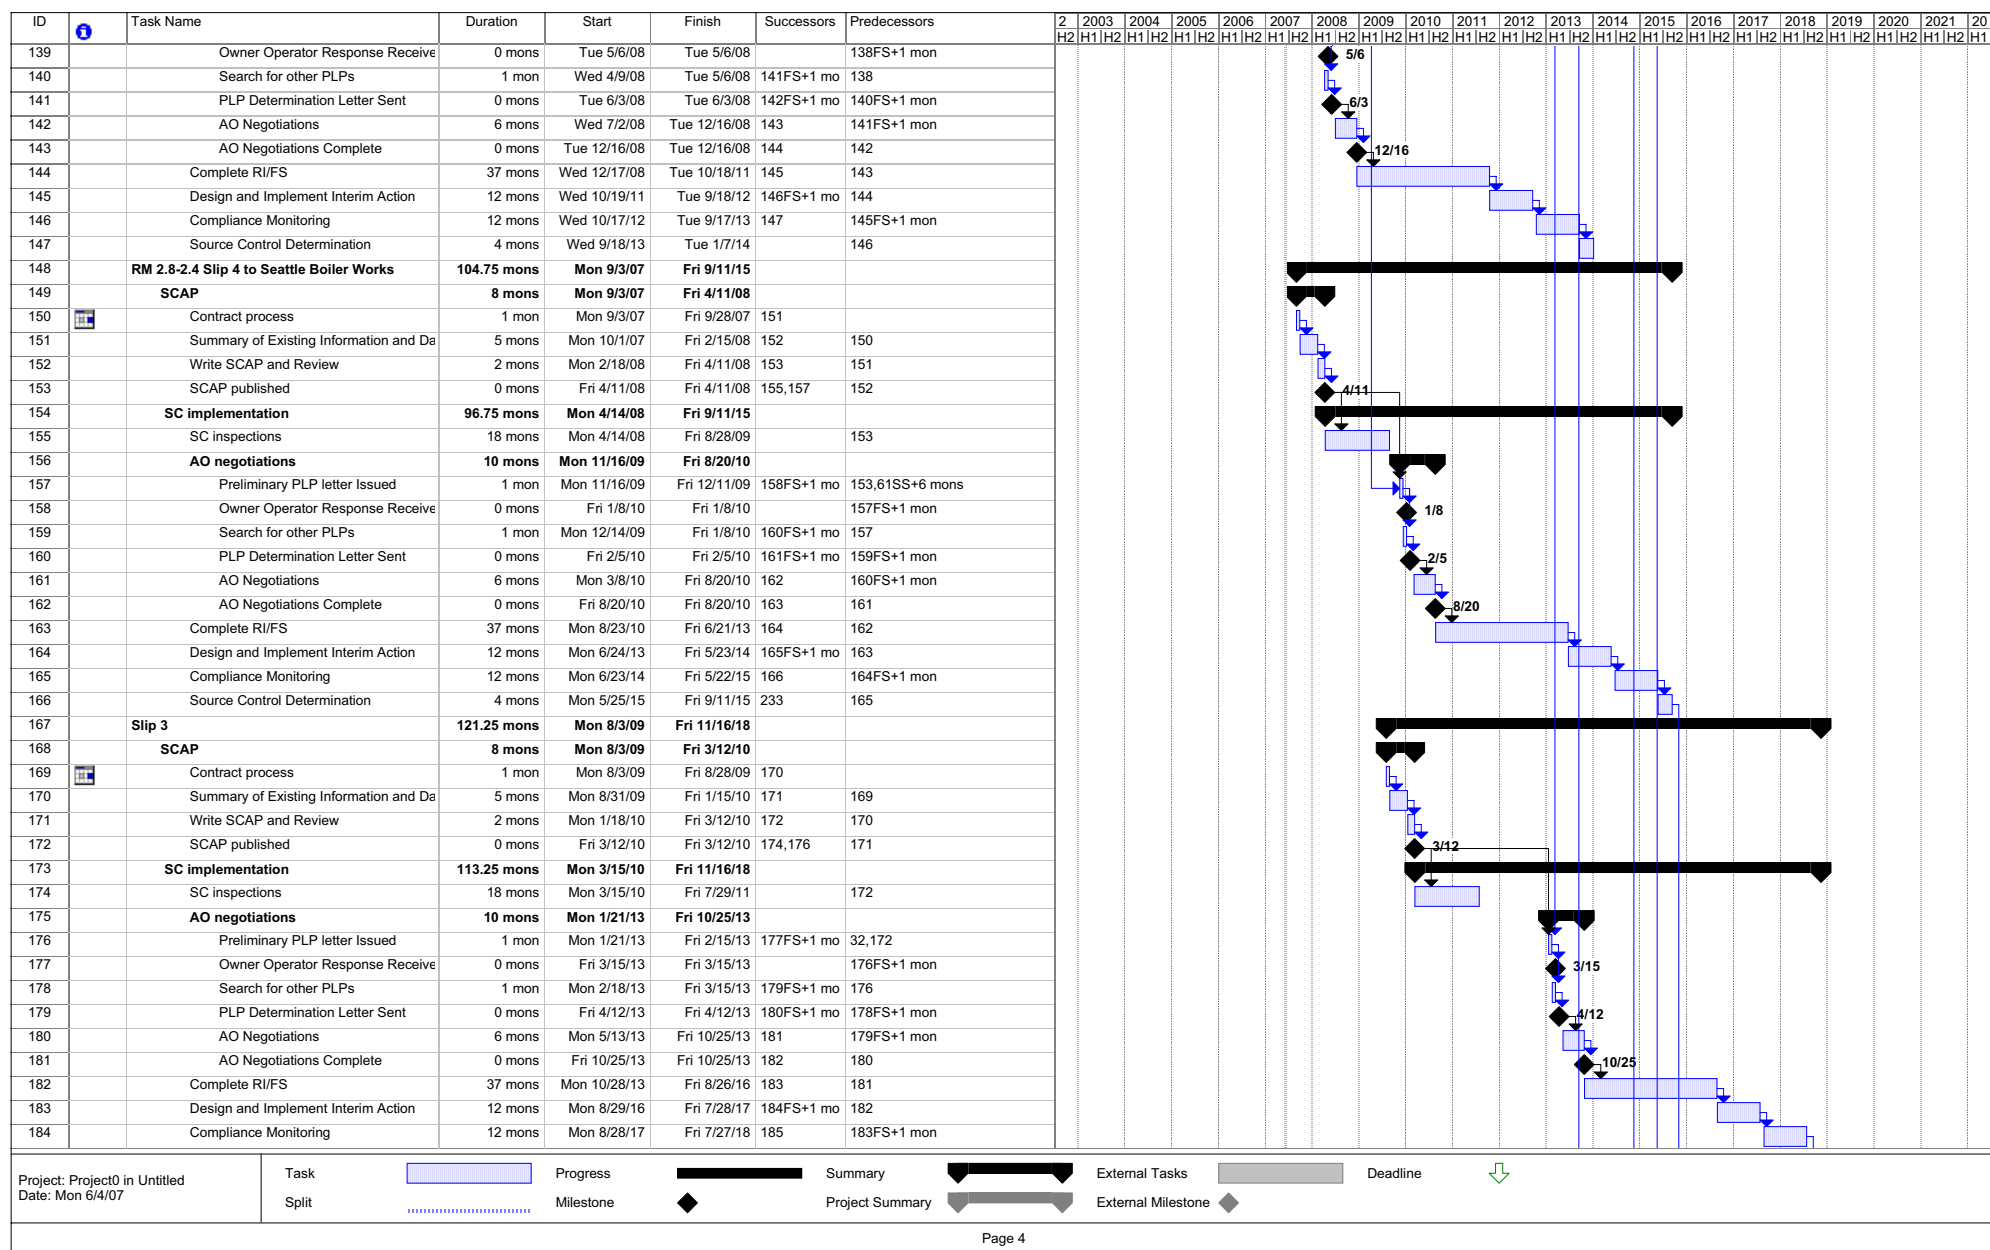 ID Task Name Duration Start Finish Successors Predecessors 2 2003 2004 2005 2006 2007 2008 2009 2010 2011 2012 2013 2014 2015 2016 2017 2018 2019 2020 2021 20
H2 H1 H2 H1 H2 H1 H2 H1 H2 H1 H2 H1 H2 H1 H2 H1 H2 H1 H2 H1 H2 H1 H2 H1 H2 H1 H2 H1 H2 H1 H2 H1 H2 H1 H2 H1 H2 H1 H2 H1
139 Owner Operator Response Receive 0 mons Tue 5/6/08 Tue 5/6/08 138FS+1 mon 5/6
140 Search for other PLPs 1 mon Wed 4/9/08 Tue 5/6/08 141FS+1 mo 138
141 PLP Determination Letter Sent 0 mons Tue 6/3/08 Tue 6/3/08 142FS+1 mo 140FS+1 mon 6/3
142 AO Negotiations 6 mons Wed 7/2/08 Tue 12/16/08 143 141FS+1 mon
143 AO Negotiations Complete 0 mons Tue 12/16/08 Tue 12/16/08 144 142 12/16
144 Complete RI/FS 37 mons Wed 12/17/08 Tue 10/18/11 145 143
145 Design and Implement Interim Action 12 mons Wed 10/19/11 Tue 9/18/12 146FS+1 mo 144
146 Compliance Monitoring 12 mons Wed 10/17/12 Tue 9/17/13 147 145FS+1 mon
147 Source Control Determination 4 mons Wed 9/18/13 Tue 1/7/14 146
148 RM 2.8-2.4 Slip 4 to Seattle Boiler Works 104.75 mons Mon 9/3/07 Fri 9/11/15
149 SCAP 8 mons Mon 9/3/07 Fri 4/11/08
150 Contract process 1 mon Mon 9/3/07 Fri 9/28/07 151
151 Summary of Existing Information and Da 5 mons Mon 10/1/07 Fri 2/15/08 152 150
152 Write SCAP and Review 2 mons Mon 2/18/08 Fri 4/11/08 153 151
153 SCAP published 0 mons Fri 4/11/08 Fri 4/11/08 155,157 152 4/11
154 SC implementation 96.75 mons Mon 4/14/08 Fri 9/11/15
155 SC inspections 18 mons Mon 4/14/08 Fri 8/28/09 153
156 AO negotiations 10 mons Mon 11/16/09 Fri 8/20/10
157 Preliminary PLP letter Issued 1 mon Mon 11/16/09 Fri 12/11/09 158FS+1 mo 153,61SS+6 mons
158 Owner Operator Response Receive 0 mons Fri 1/8/10 Fri 1/8/10 157FS+1 mon 1/8
159 Search for other PLPs 1 mon Mon 12/14/09 Fri 1/8/10 160FS+1 mo 157
160 PLP Determination Letter Sent 0 mons Fri 2/5/10 Fri 2/5/10 161FS+1 mo 159FS+1 mon 2/5
161 AO Negotiations 6 mons Mon 3/8/10 Fri 8/20/10 162 160FS+1 mon
162 AO Negotiations Complete 0 mons Fri 8/20/10 Fri 8/20/10 163 161 8/20
163 Complete RI/FS 37 mons Mon 8/23/10 Fri 6/21/13 164 162
164 Design and Implement Interim Action 12 mons Mon 6/24/13 Fri 5/23/14 165FS+1 mo 163
165 Compliance Monitoring 12 mons Mon 6/23/14 Fri 5/22/15 166 164FS+1 mon
166 Source Control Determination 4 mons Mon 5/25/15 Fri 9/11/15 233 165
167 Slip 3 121.25 mons Mon 8/3/09 Fri 11/16/18
168 SCAP 8 mons Mon 8/3/09 Fri 3/12/10
169 Contract process 1 mon Mon 8/3/09 Fri 8/28/09 170
170 Summary of Existing Information and Da 5 mons Mon 8/31/09 Fri 1/15/10 171 169
171 Write SCAP and Review 2 mons Mon 1/18/10 Fri 3/12/10 172 170
172 SCAP published 0 mons Fri 3/12/10 Fri 3/12/10 174,176 171 3/12
173 SC implementation 113.25 mons Mon 3/15/10 Fri 11/16/18
174 SC inspections 18 mons Mon 3/15/10 Fri 7/29/11 172
175 AO negotiations 10 mons Mon 1/21/13 Fri 10/25/13
176 Preliminary PLP letter Issued 1 mon Mon 1/21/13 Fri 2/15/13 177FS+1 mo 32,172
177 Owner Operator Response Receive 0 mons Fri 3/15/13 Fri 3/15/13 176FS+1 mon 3/15
178 Search for other PLPs 1 mon Mon 2/18/13 Fri 3/15/13 179FS+1 mo 176
179 PLP Determination Letter Sent 0 mons Fri 4/12/13 Fri 4/12/13 180FS+1 mo 178FS+1 mon 4/12
180 AO Negotiations 6 mons Mon 5/13/13 Fri 10/25/13 181 179FS+1 mon
181 AO Negotiations Complete 0 mons Fri 10/25/13 Fri 10/25/13 182 180 10/25
182 Complete RI/FS 37 mons Mon 10/28/13 Fri 8/26/16 183 181
183 Design and Implement Interim Action 12 mons Mon 8/29/16 Fri 7/28/17 184FS+1 mo 182
184 Compliance Monitoring 12 mons Mon 8/28/17 Fri 7/27/18 185 183FS+1 mon
Project: Project0 in Untitled
Date: Mon 6/4/07
Task Progress Summary External Tasks Deadline
Split Milestone Project Summary External Milestone
Page 4